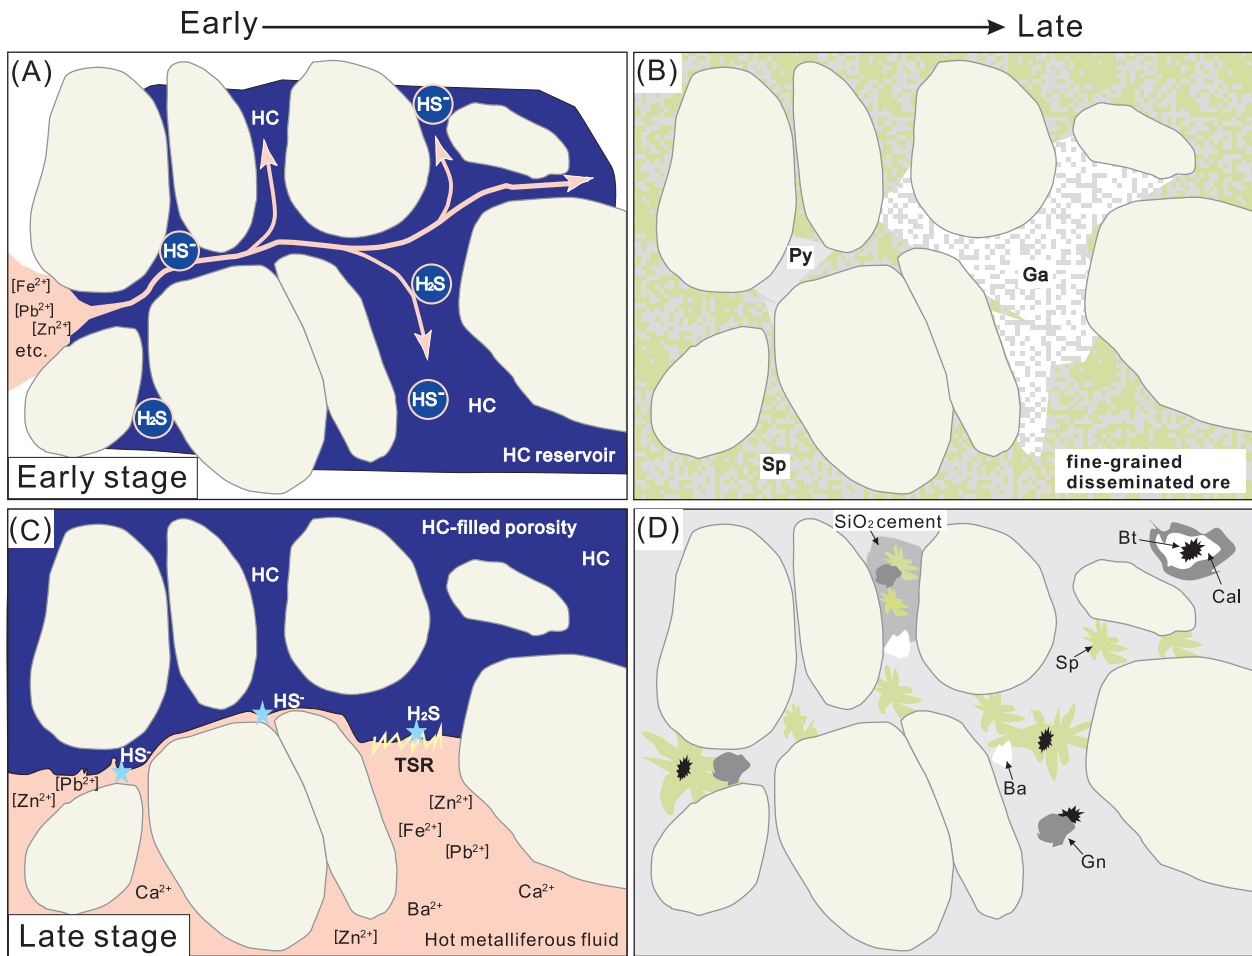 Early
Late
(A)
HC
HS⁻
HS⁻
[Fe²⁺]
[Pb²⁺]
[Zn²⁺]
etc.
H₂S
HS⁻
H₂S
HC
HC reservoir
Early stage
(B)
Py
Ga
Sp
fine-grained
disseminated ore
(C)
HC-filled porosity
HC
HC
HS⁻
H₂S
HS⁻
TSR
[Pb²⁺]
[Zn²⁺]
[Zn²⁺]
[Fe²⁺]
[Pb²⁺]
Ca²⁺
Ca²⁺
Ba²⁺
[Zn²⁺]
Hot metalliferous fluid
Late stage
(D)
SiO₂ cement
Bt
Cal
Sp
Ba
Gn